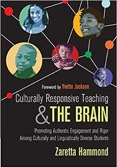 Foreword by Yvette Jackson
Culturally Responsive Teaching
& THE BRAIN
Promoting Authentic Engagement and Rigor
Among Culturally and Linguistically Diverse Students
Zaretta Hammond